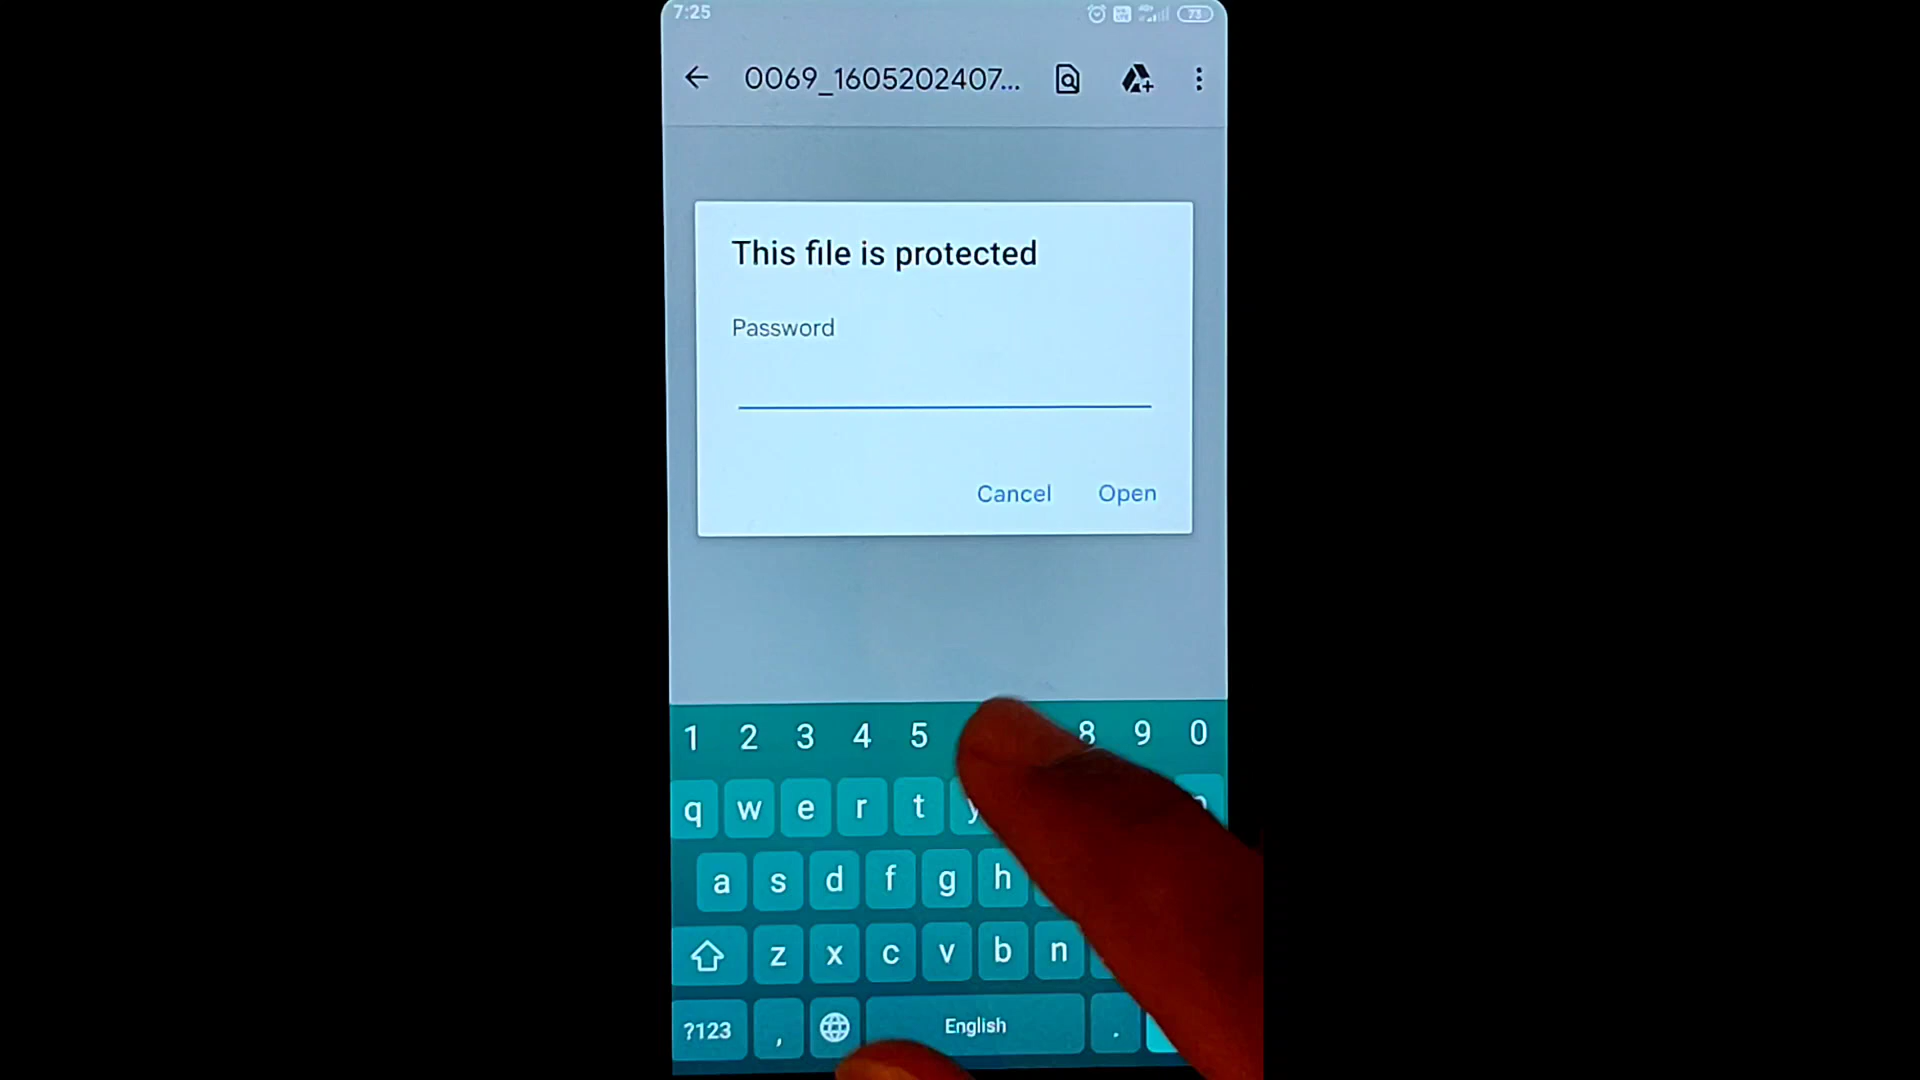 7:25
73
0069_1605202407...
This file is protected
Password
Cancel Open
1 2 3 4 5 8 9 0
q w e r t y
a s d f g h
z x c v b n
?123 , English .